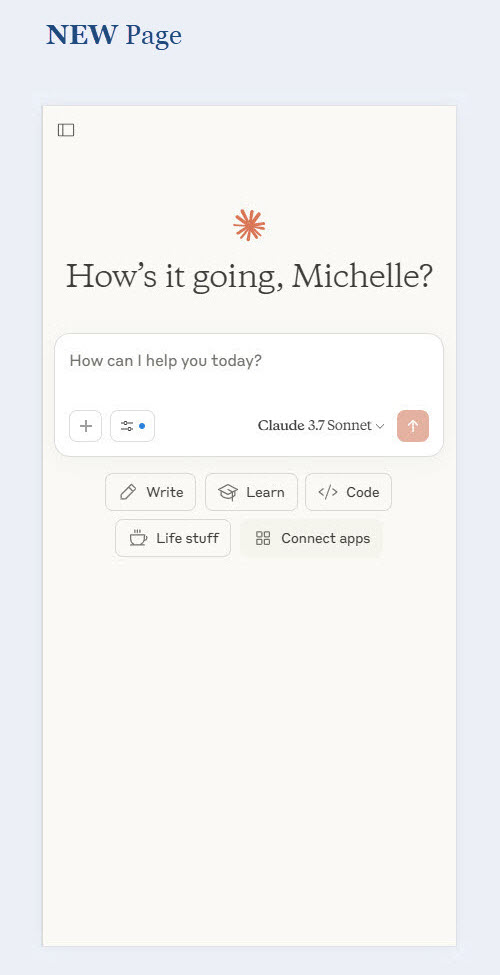 NEW Page
How's it going, Michelle?
How can I help you today?
Claude 3.7 Sonnet
Write Learn Code
Life stuff Connect apps